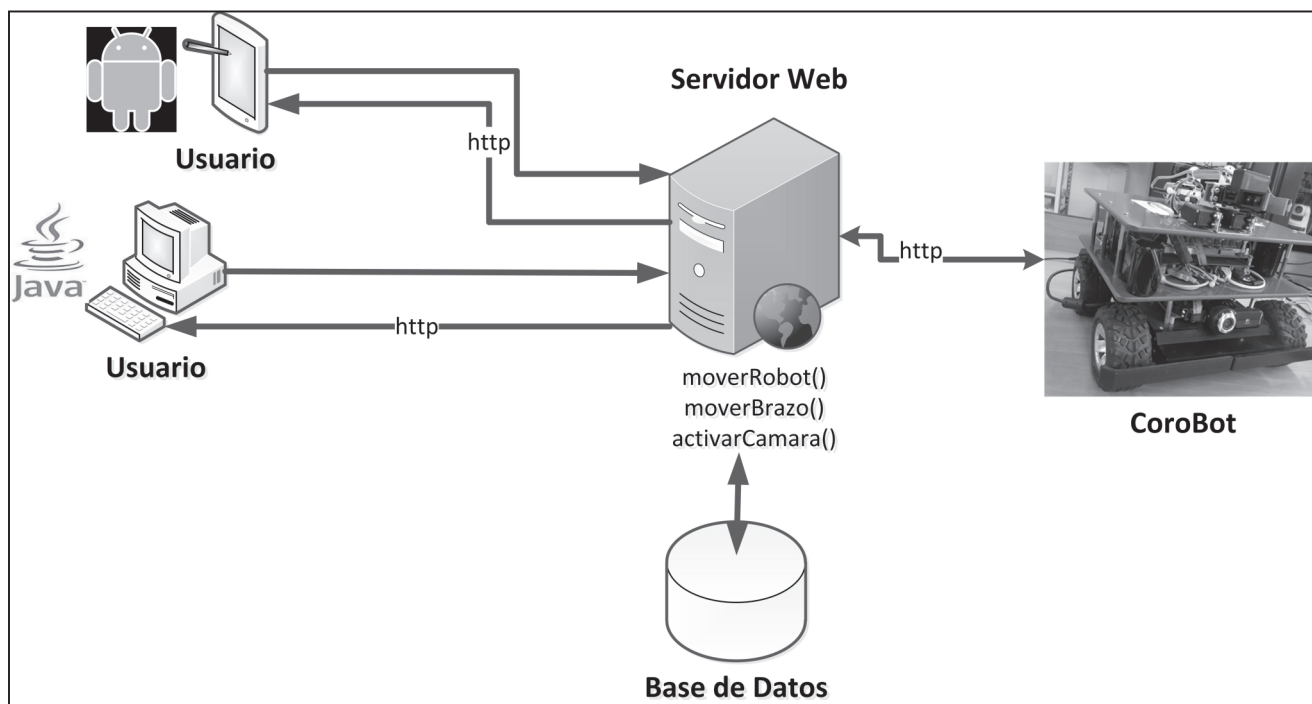 Usuario
http
Servidor Web
Java
Usuario
http
http
moverRobot()
moverBrazo()
activarCamara()
CoroBot
Base de Datos